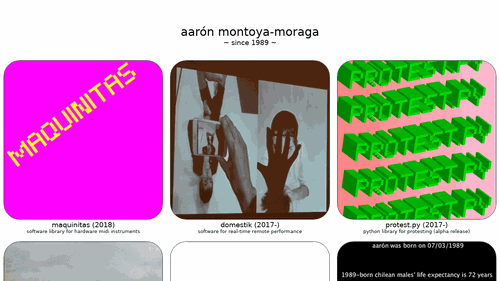 aarón montoya-moraga
~ since 1989 ~
MAQUINITAS
PROTEST.PY
PROTEST.PY
PROTEST.PY
PROTEST.PY
PROTEST.PY
maquinitas (2018)
software library for hardware midi instruments
domestik (2017-)
software for real-time remote performance
protest.py (2017-)
python library for protesting (alpha release)
aarón was born on 07/03/1989
1989-born chilean males' life expectancy is 72 years